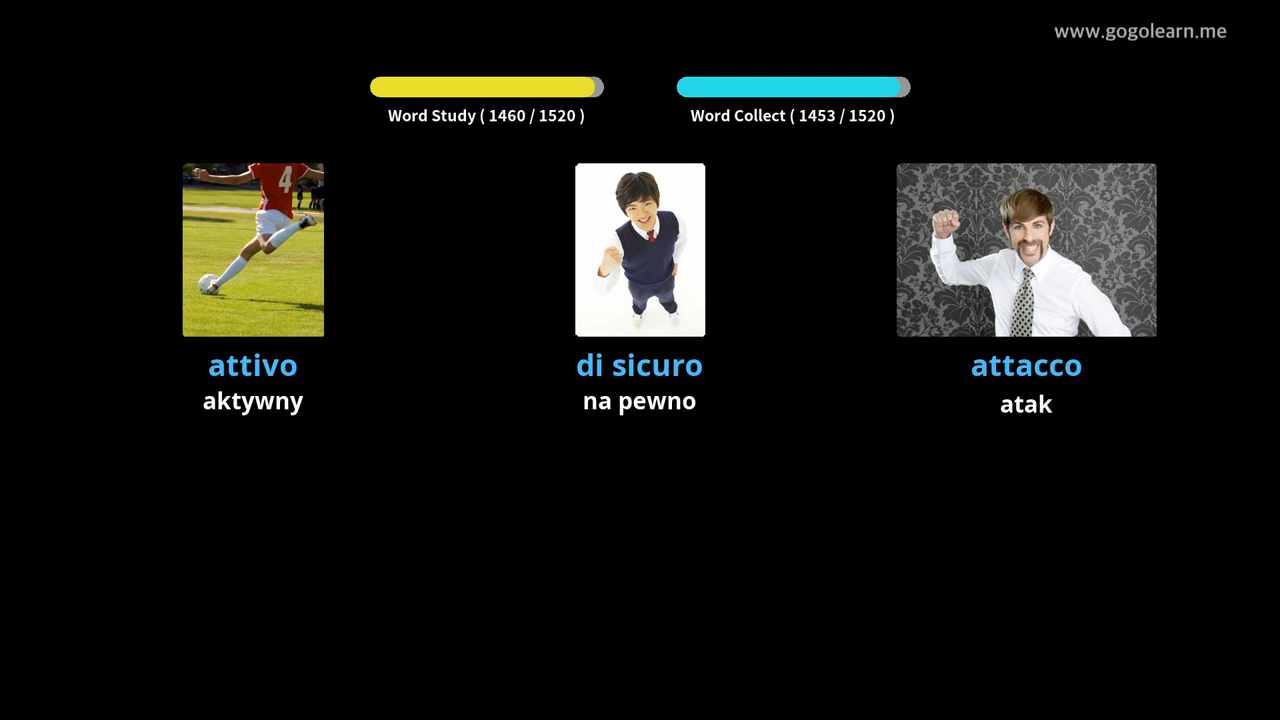 www.gogolearn.me
Word Study ( 1460 / 1520 )
Word Collect ( 1453 / 1520 )
4
attivo
aktywny
di sicuro
na pewno
attacco
atak